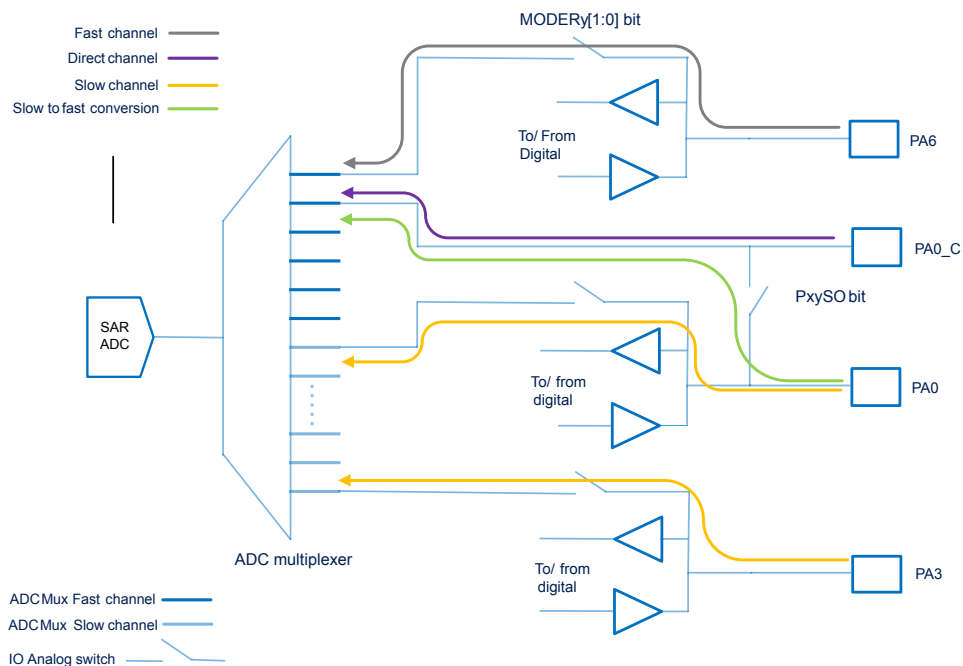 MODERy[1:0] bit
Fast channel
Direct channel
Slow channel
Slow to fast conversion
To/ From
Digital
PA6
PA0_C
PxySO bit
SAR
ADC
To/ from
digital
PA0
ADC multiplexer
To/ from
digital
PA3
ADC Mux Fast channel
ADC Mux Slow channel
IO Analog switch